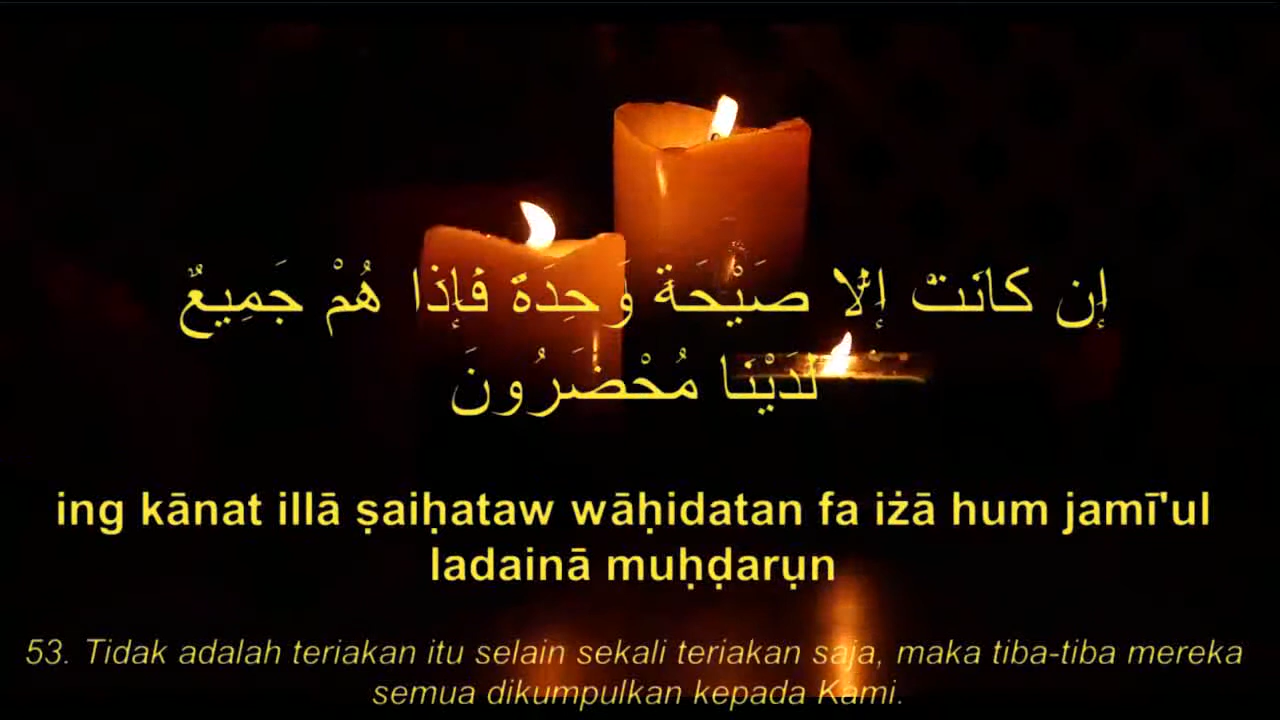 إِن كَانَتْ إِلَّا صَيْحَةً وَٰحِدَةً فَإِذَا هُمْ جَمِيعٌ
لَّدَيْنَا مُحْضَرُونَ
ing kānat illā ṣaiḥataw wāḥidatan fa iżā hum jamī'ul
ladainā muḥḍarụn
53. Tidak adalah teriakan itu selain sekali teriakan saja, maka tiba-tiba mereka
semua dikumpulkan kepada Kami.